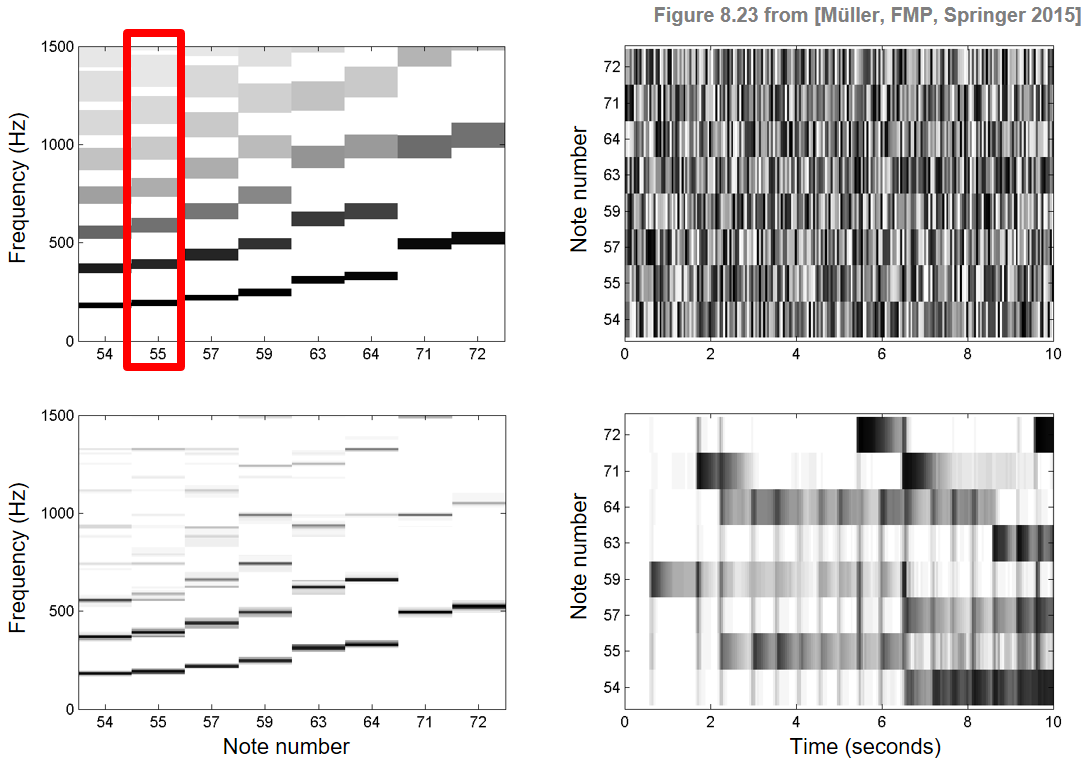 Figure 8.23 from [Müller, FMP, Springer 2015]
Frequency (Hz)
1500
1000
500
0
54 55 57 59 63 64 71 72
Note number
72
71
64
63
59
57
55
54
0 2 4 6 8 10
Frequency (Hz)
1500
1000
500
0
54 55 57 59 63 64 71 72
Note number
Note number
72
71
64
63
59
57
55
54
0 2 4 6 8 10
Time (seconds)